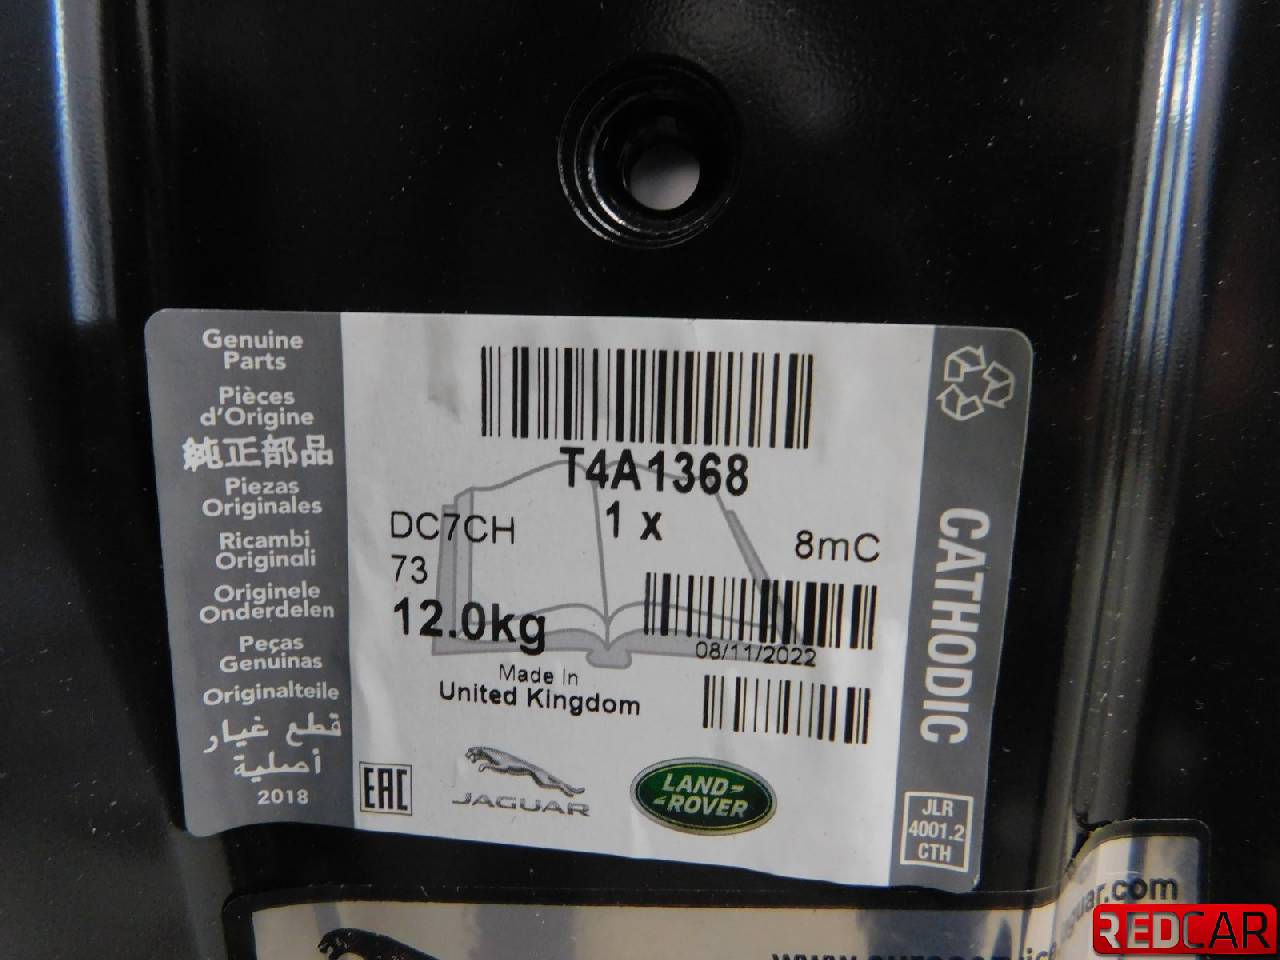 Genuine
Parts
Pièces
d'Origine
純正部品
Piezas
Originales
Ricambi
Originali
Originele
Onderdelen
Peças
Genuinas
Originalteile
قطع غيار
أصلية
2018
T4A1368
1 x
DC7CH
8mC
73
12.0kg
08/11/2022
Made In
United Kingdom
EAC
JAGUAR
LAND-
-ROVER
CATHODIC
JLR
4001.2
CTH
REDCAR